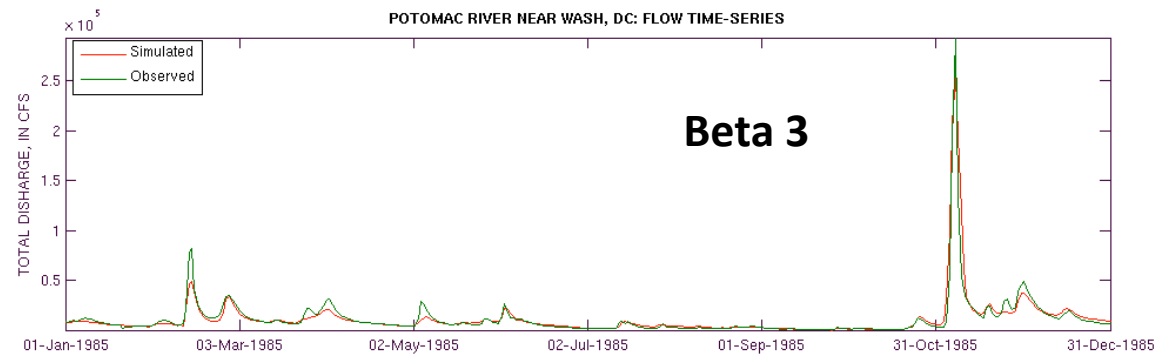 POTOMAC RIVER NEAR WASH, DC: FLOW TIME-SERIES
× 10⁵
Simulated
Observed
Beta 3
TOTAL DISHARGE, IN CFS
2.5
2
1.5
1
0.5
01-Jan-1985 03-Mar-1985 02-May-1985 02-Jul-1985 01-Sep-1985 31-Oct-1985 31-Dec-1985